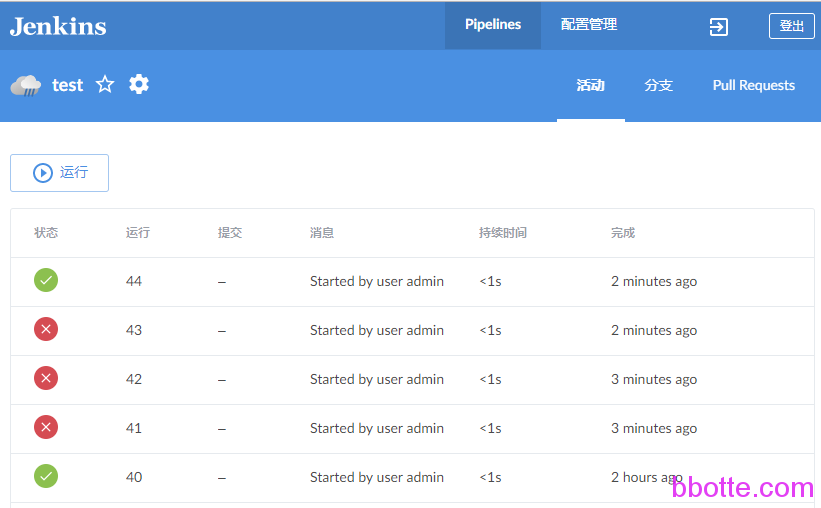 Jenkins Pipelines 配置管理 登出
test 活动 分支 Pull Requests
运行
状态 运行 提交 消息 持续时间 完成
44 – Started by user admin <1s 2 minutes ago
43 – Started by user admin <1s 2 minutes ago
42 – Started by user admin <1s 3 minutes ago
41 – Started by user admin <1s 3 minutes ago
40 – Started by user admin <1s 2 hours ago
bbotte.com